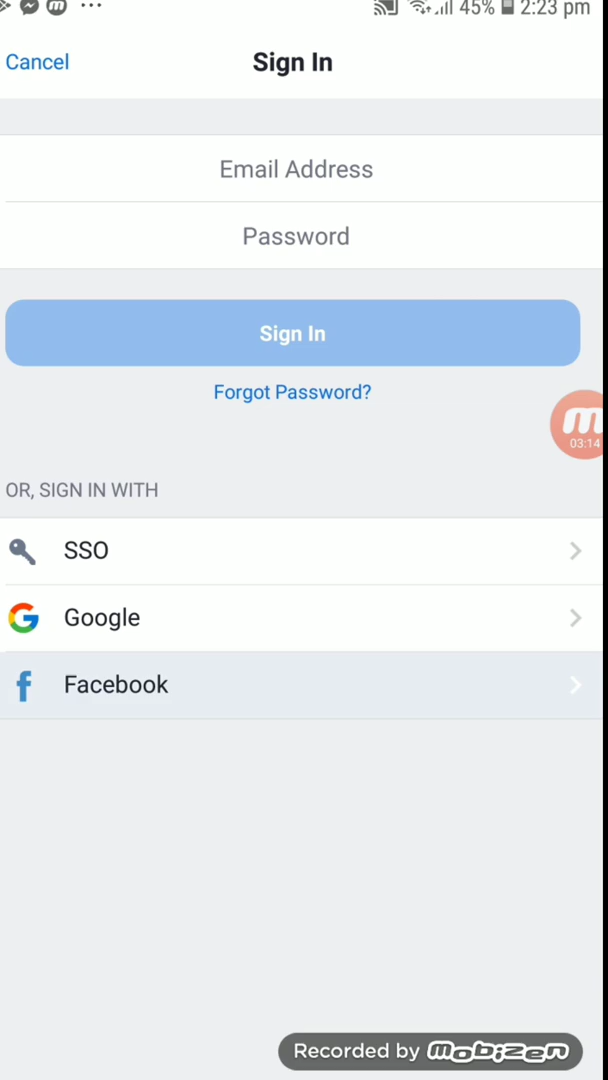 45% 2:23 pm
Cancel
Sign In
Email Address
Password
Sign In
Forgot Password?
03:14
OR, SIGN IN WITH
SSO
Google
Facebook
Recorded by mobizen